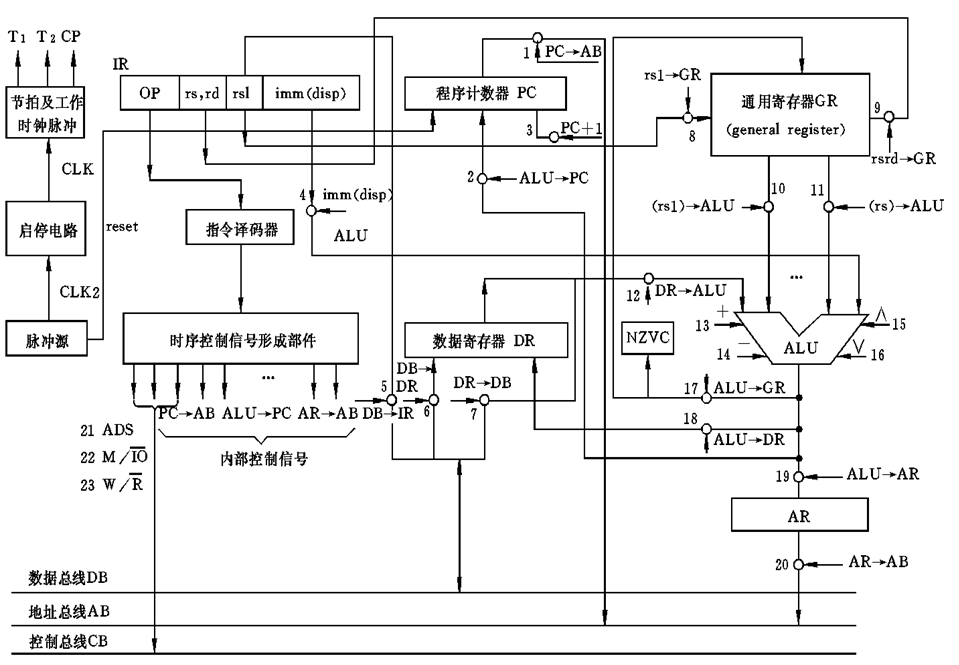 T1 T2 CP
节拍及工作
时钟脉冲
CLK
启停电路
reset
CLK2
脉冲源
IR
OP
rs,rd
rsl
imm(disp)
4
imm(disp)
ALU
指令译码器
时序控制信号形成部件
...
PC→AB ALU→PC AR→AB DB→IR
内部控制信号
21 ADS
22 M/I̅O̅
23 W/R̅
1
PC→AB
程序计数器 PC
3
PC+1
2
ALU→PC
数据寄存器 DR
5
DB→
DR
6
DR→DB
7
rsl→GR
8
通用寄存器GR
(general register)
9
rsrd→GR
10
11
(rs1)→ALU
(rs)→ALU
...
12
DR→ALU
NZVC
+
13
−
14
ALU
∧
15
∨
16
17
ALU→GR
18
ALU→DR
19
ALU→AR
AR
20
AR→AB
数据总线DB
地址总线AB
控制总线CB